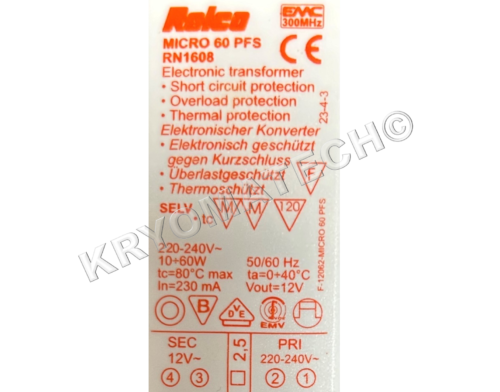 Relco
EMC
300MHz
MICRO 60 PFS
CE
RN1608
Electronic transformer
• Short circuit protection
• Overload protection
• Thermal protection
23-4-3
Elektronischer Konverter
• Elektronisch geschützt
gegen Kurzschluss
• Überlastgeschützt
• Thermoschützt
F
SELV • tc M M 120
F-12062-MICRO 60 PFS
220-240V~
10÷60W 50/60 Hz
tc=80°C max ta=0÷40°C
In=230 mA Vout=12V
B VDE EMV
SEC 2,5 PRI
12V~ 220-240V~
4 3 2 1
KRYOMATECH©